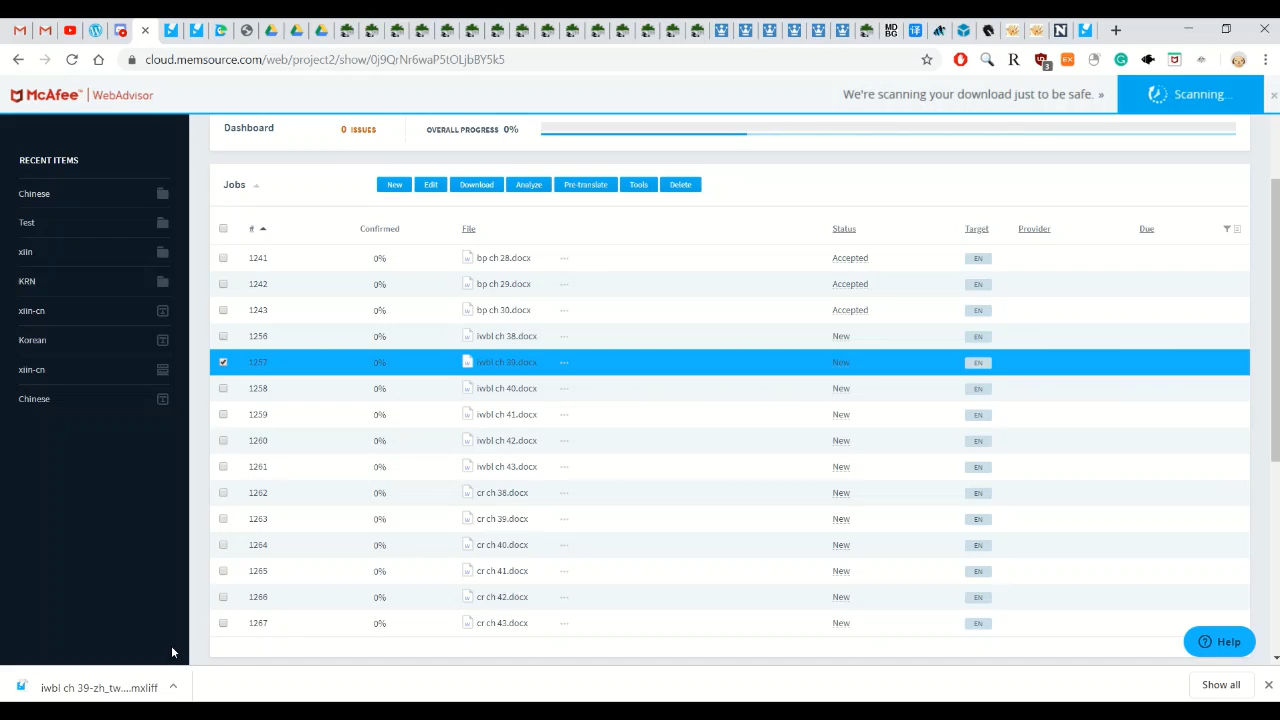 cloud.memsource.com/web/project2/show/0j9QrNr6waP5tOLjbBY5k5
McAfee | WebAdvisor
We're scanning your download just to be safe. »
Scanning...
RECENT ITEMS
Chinese
Test
xlin
KRN
xiin-cn
Korean
xiin-cn
Chinese
Dashboard 0 ISSUES OVERALL PROGRESS 0%
Jobs New Edit Download Analyze Pre-translate Tools Delete
# Confirmed File Status Target Provider Due
1241 0% bp ch 28.docx ... Accepted EN
1242 0% bp ch 29.docx ... Accepted EN
1243 0% bp ch 30.docx ... Accepted EN
1256 0% iwbl ch 38.docx ... New EN
1257 0% iwbl ch 39.docx ... New EN
1258 0% iwbl ch 40.docx ... New EN
1259 0% iwbl ch 41.docx ... New EN
1260 0% iwbl ch 42.docx ... New EN
1261 0% iwbl ch 43.docx ... New EN
1262 0% cr ch 38.docx ... New EN
1263 0% cr ch 39.docx ... New EN
1264 0% cr ch 40.docx ... New EN
1265 0% cr ch 41.docx ... New EN
1266 0% cr ch 42.docx ... New EN
1267 0% cr ch 43.docx ... New EN
Help
iwbl ch 39-zh_tw....mxliff
Show all